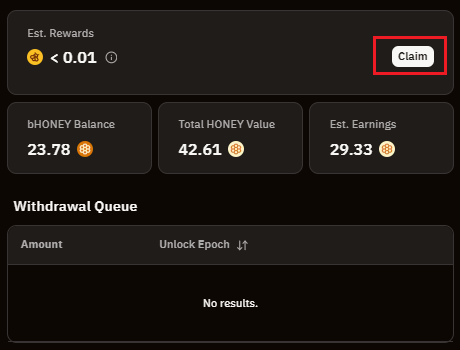 Est. Rewards
< 0.01
Claim
bHONEY Balance
Total HONEY Value
Est. Earnings
23.78
42.61
29.33
Withdrawal Queue
Amount
Unlock Epoch
No results.